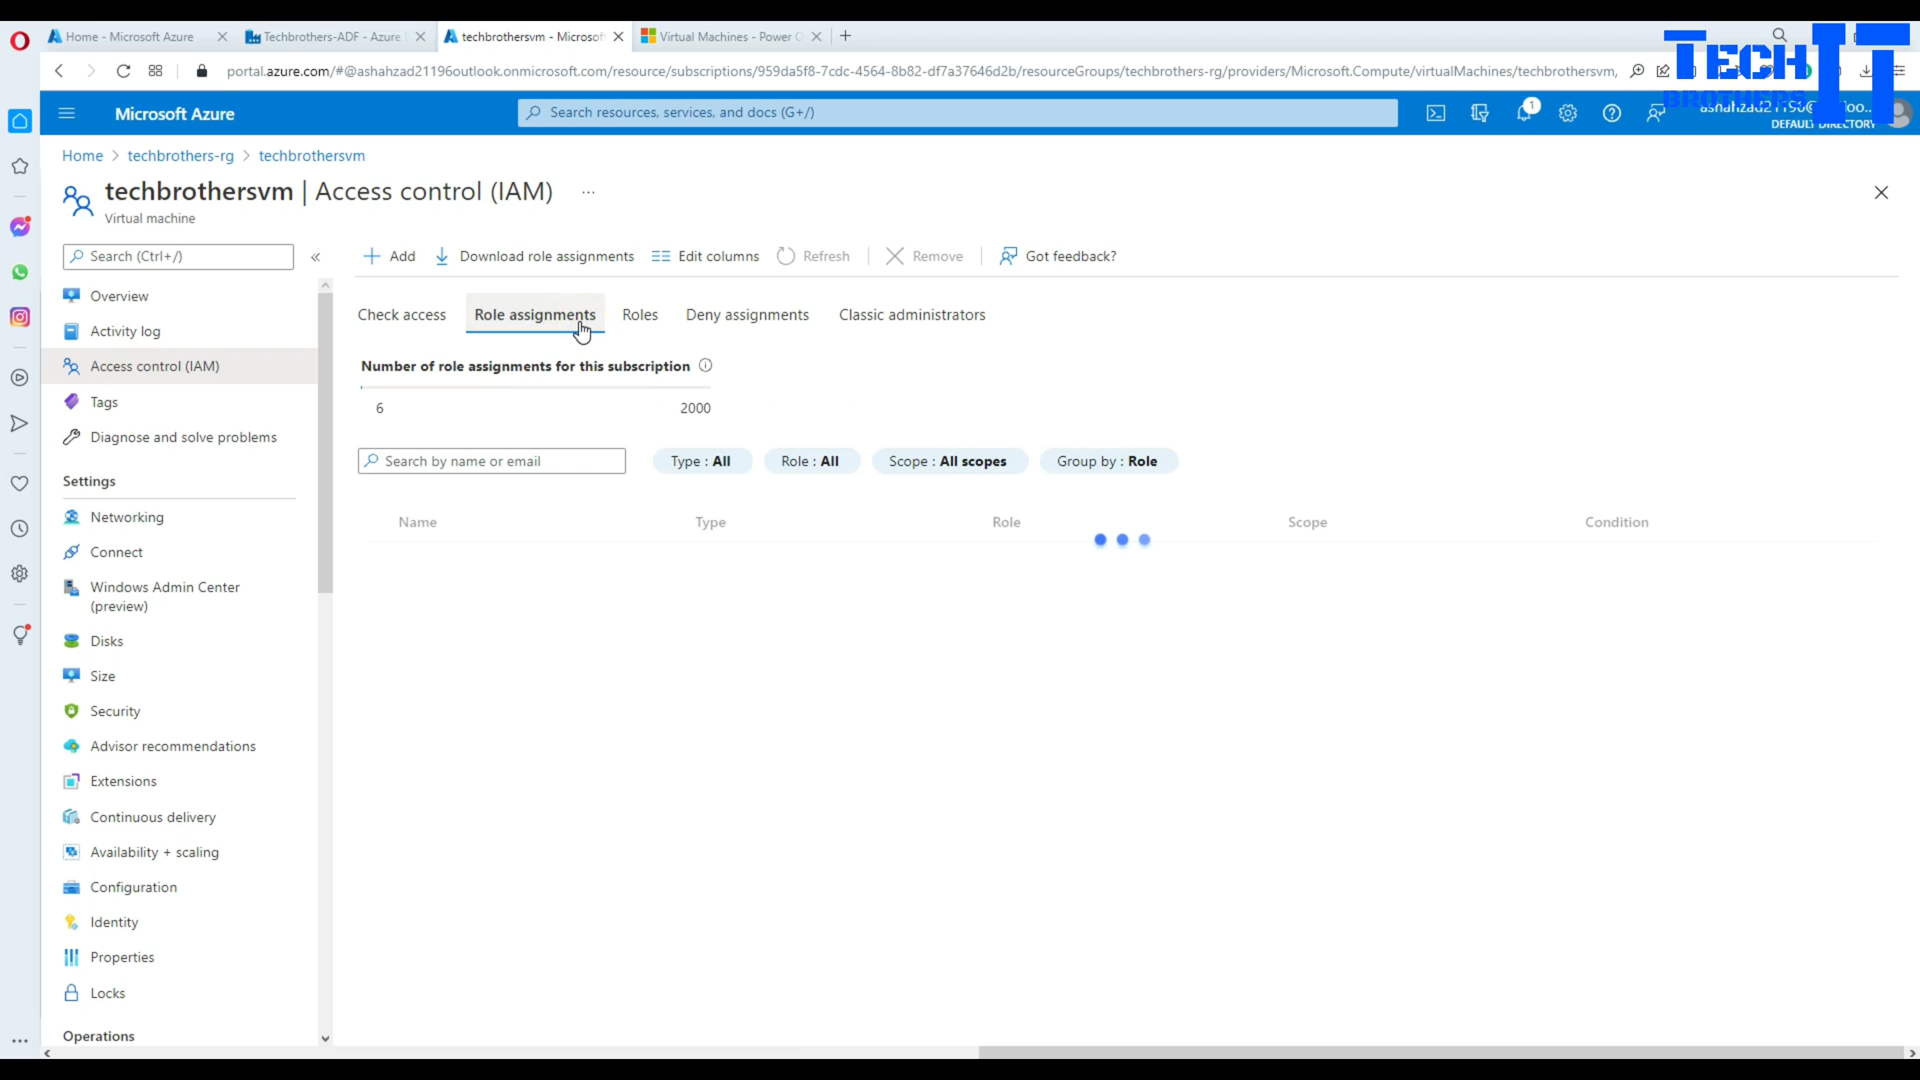 Home - Microsoft Azure
Techbrothers-ADF - Azure
techbrothersvm - Microsof
Virtual Machines - Power
portal.azure.com/#@ashahzad21196outlook.onmicrosoft.com/resource/subscriptions/959da5f8-7cdc-4564-8b82-df7a37646d2b/resourceGroups/techbrothers-rg/providers/Microsoft.Compute/virtualMachines/techbrothersvm,
TECH IT
BROTHERS
Microsoft Azure
Search resources, services, and docs (G+/)
1
DEFAULT DIRECTORY
Home > techbrothers-rg > techbrothersvm
techbrothersvm | Access control (IAM) ...
Virtual machine
Search (Ctrl+/)
«
Add
Download role assignments
Edit columns
Refresh
Remove
Got feedback?
Overview
Activity log
Access control (IAM)
Tags
Diagnose and solve problems
Settings
Networking
Connect
Windows Admin Center
(preview)
Disks
Size
Security
Advisor recommendations
Extensions
Continuous delivery
Availability + scaling
Configuration
Identity
Properties
Locks
Operations
Check access
Role assignments
Roles
Deny assignments
Classic administrators
Number of role assignments for this subscription
6
2000
Search by name or email
Type : All
Role : All
Scope : All scopes
Group by : Role
Name
Type
Role
Scope
Condition